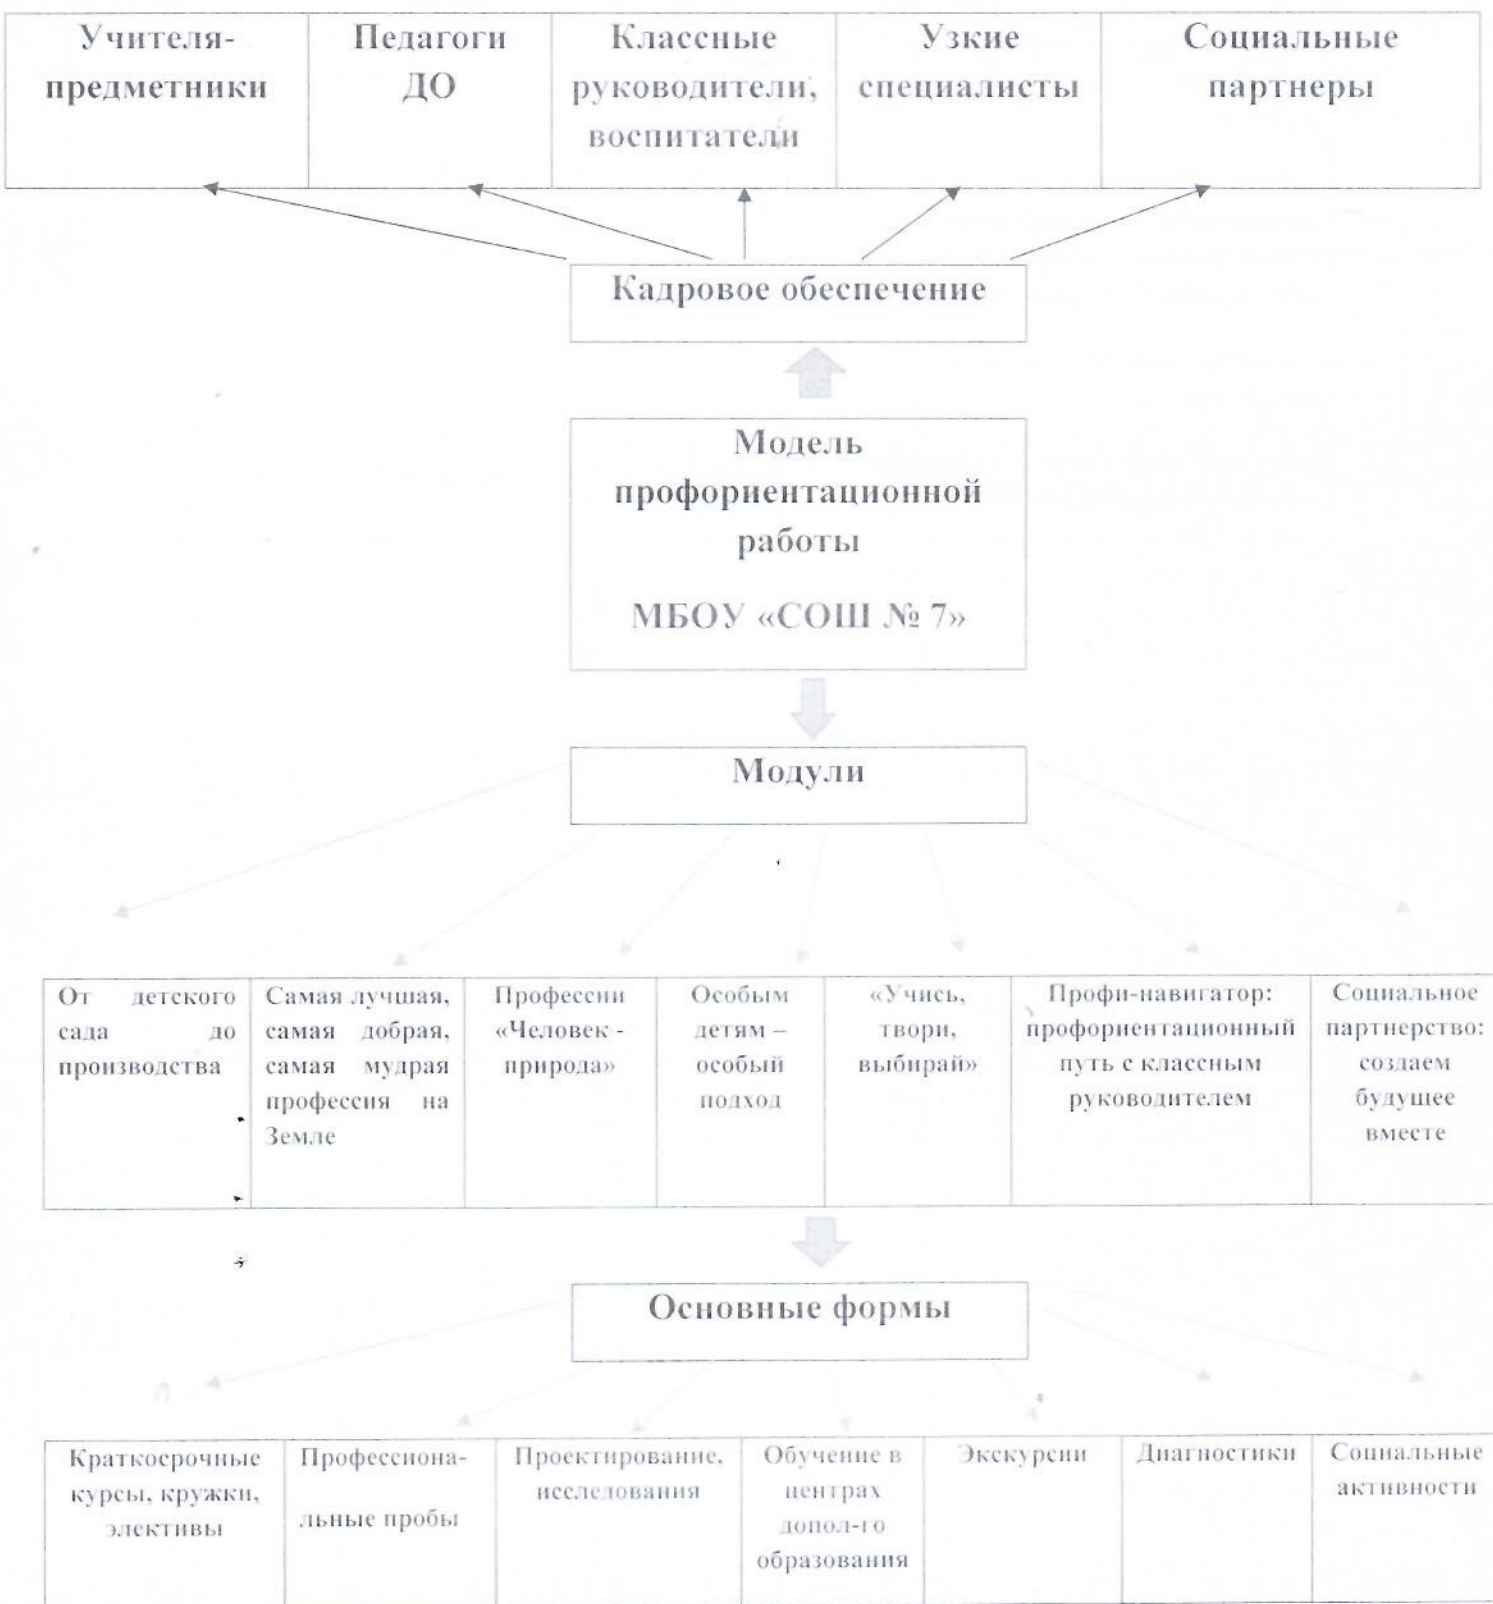 Учителя-
предметники
Педагоги
ДО
Классные
руководители,
воспитатели
Узкие
специалисты
Социальные
партнеры
Кадровое обеспечение
Модель
профориентационной
работы
МБОУ «СОШ № 7»
Модули
От детского
сада до
производства
Самая лучшая,
самая добрая,
самая мудрая
профессия на
Земле
Профессии
«Человек -
природа»
Особым
детям –
особый
подход
«Учись,
твори,
выбирай»
Профи-навигатор:
профориентационный
путь с классным
руководителем
Социальное
партнерство:
создаем
будущее
вместе
Основные формы
Краткосрочные
курсы, кружки,
элективы
Профессиона-
льные пробы
Проектирование,
исследования
Обучение в
центрах
допол-го
образования
Экскурсии
Диагностики
Социальные
активности